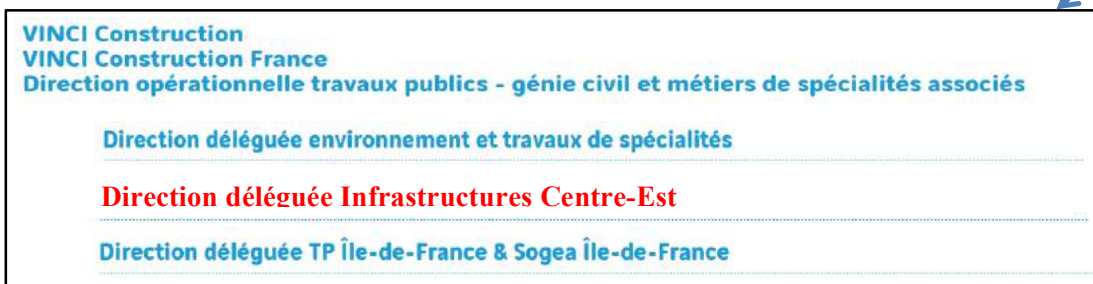 VINCI Construction
VINCI Construction France
Direction opérationnelle travaux publics - génie civil et métiers de spécialités associés
Direction déléguée environnement et travaux de spécialités
Direction déléguée Infrastructures Centre-Est
Direction déléguée TP Île-de-France & Sogea Île-de-France